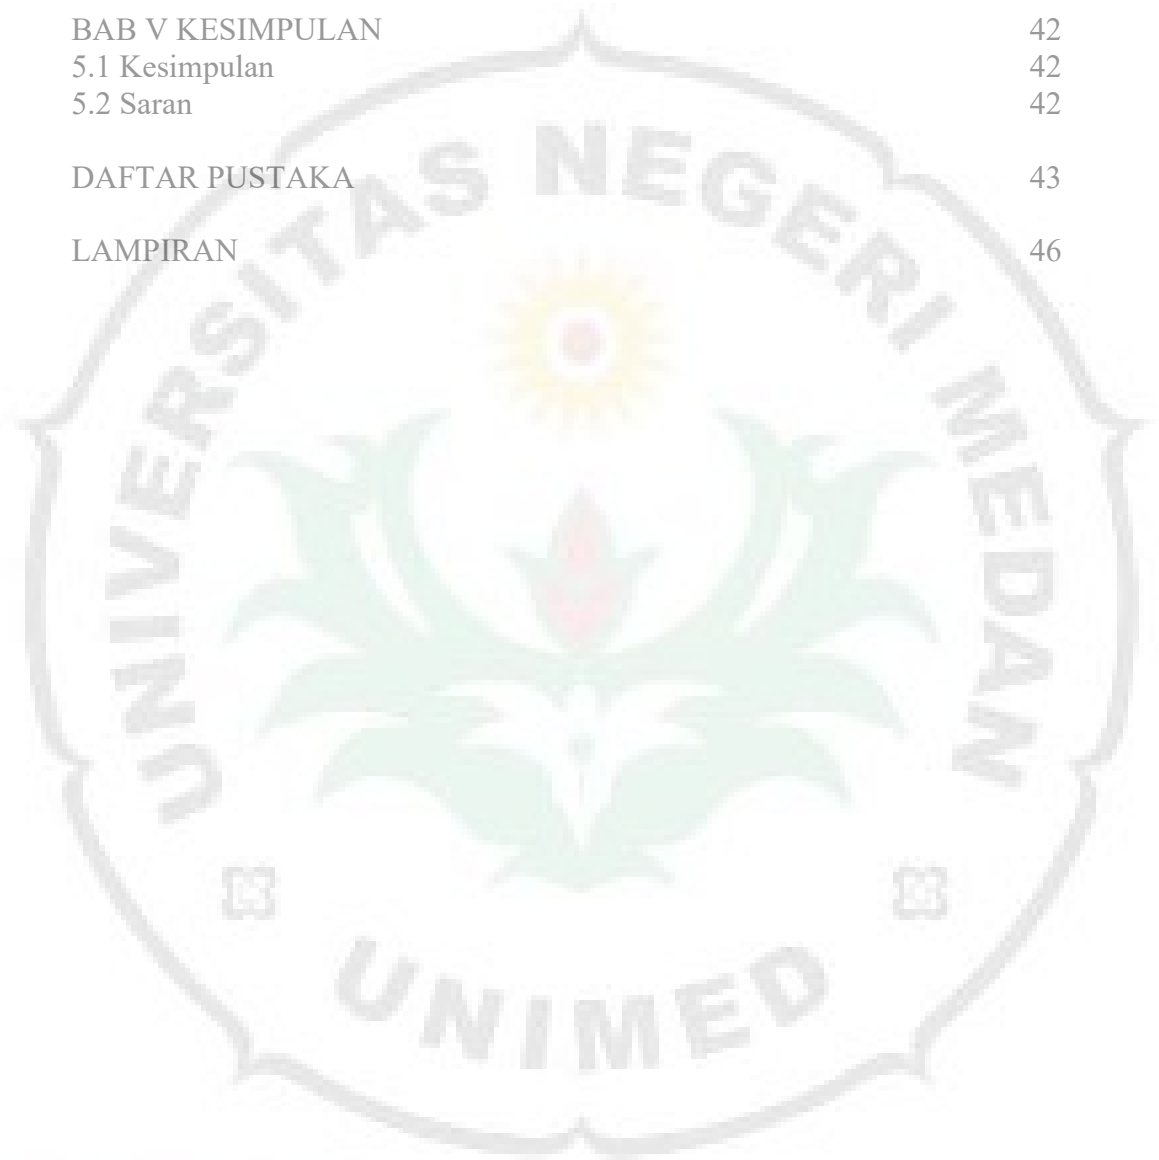 BAB V KESIMPULAN 42
5.1 Kesimpulan 42
5.2 Saran 42
DAFTAR PUSTAKA 43
LAMPIRAN 46
UNIVERSITAS NEGERI MEDAN
UNIMED